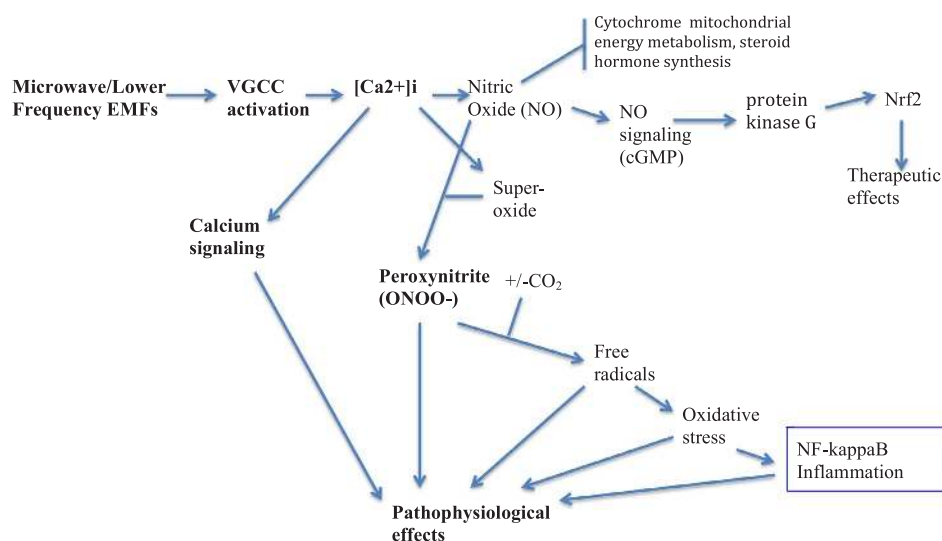 Cytochrome mitochondrial
energy metabolism, steroid
hormone synthesis
Microwave/Lower
Frequency EMFs
VGCC
activation
[Ca2+]i
Nitric
Oxide (NO)
NO
signaling
(cGMP)
protein
kinase G
Nrf2
Therapeutic
effects
Super-
oxide
Calcium
signaling
Peroxynitrite
(ONOO-)
+/-CO₂
Free
radicals
Oxidative
stress
NF-kappaB
Inflammation
Pathophysiological
effects